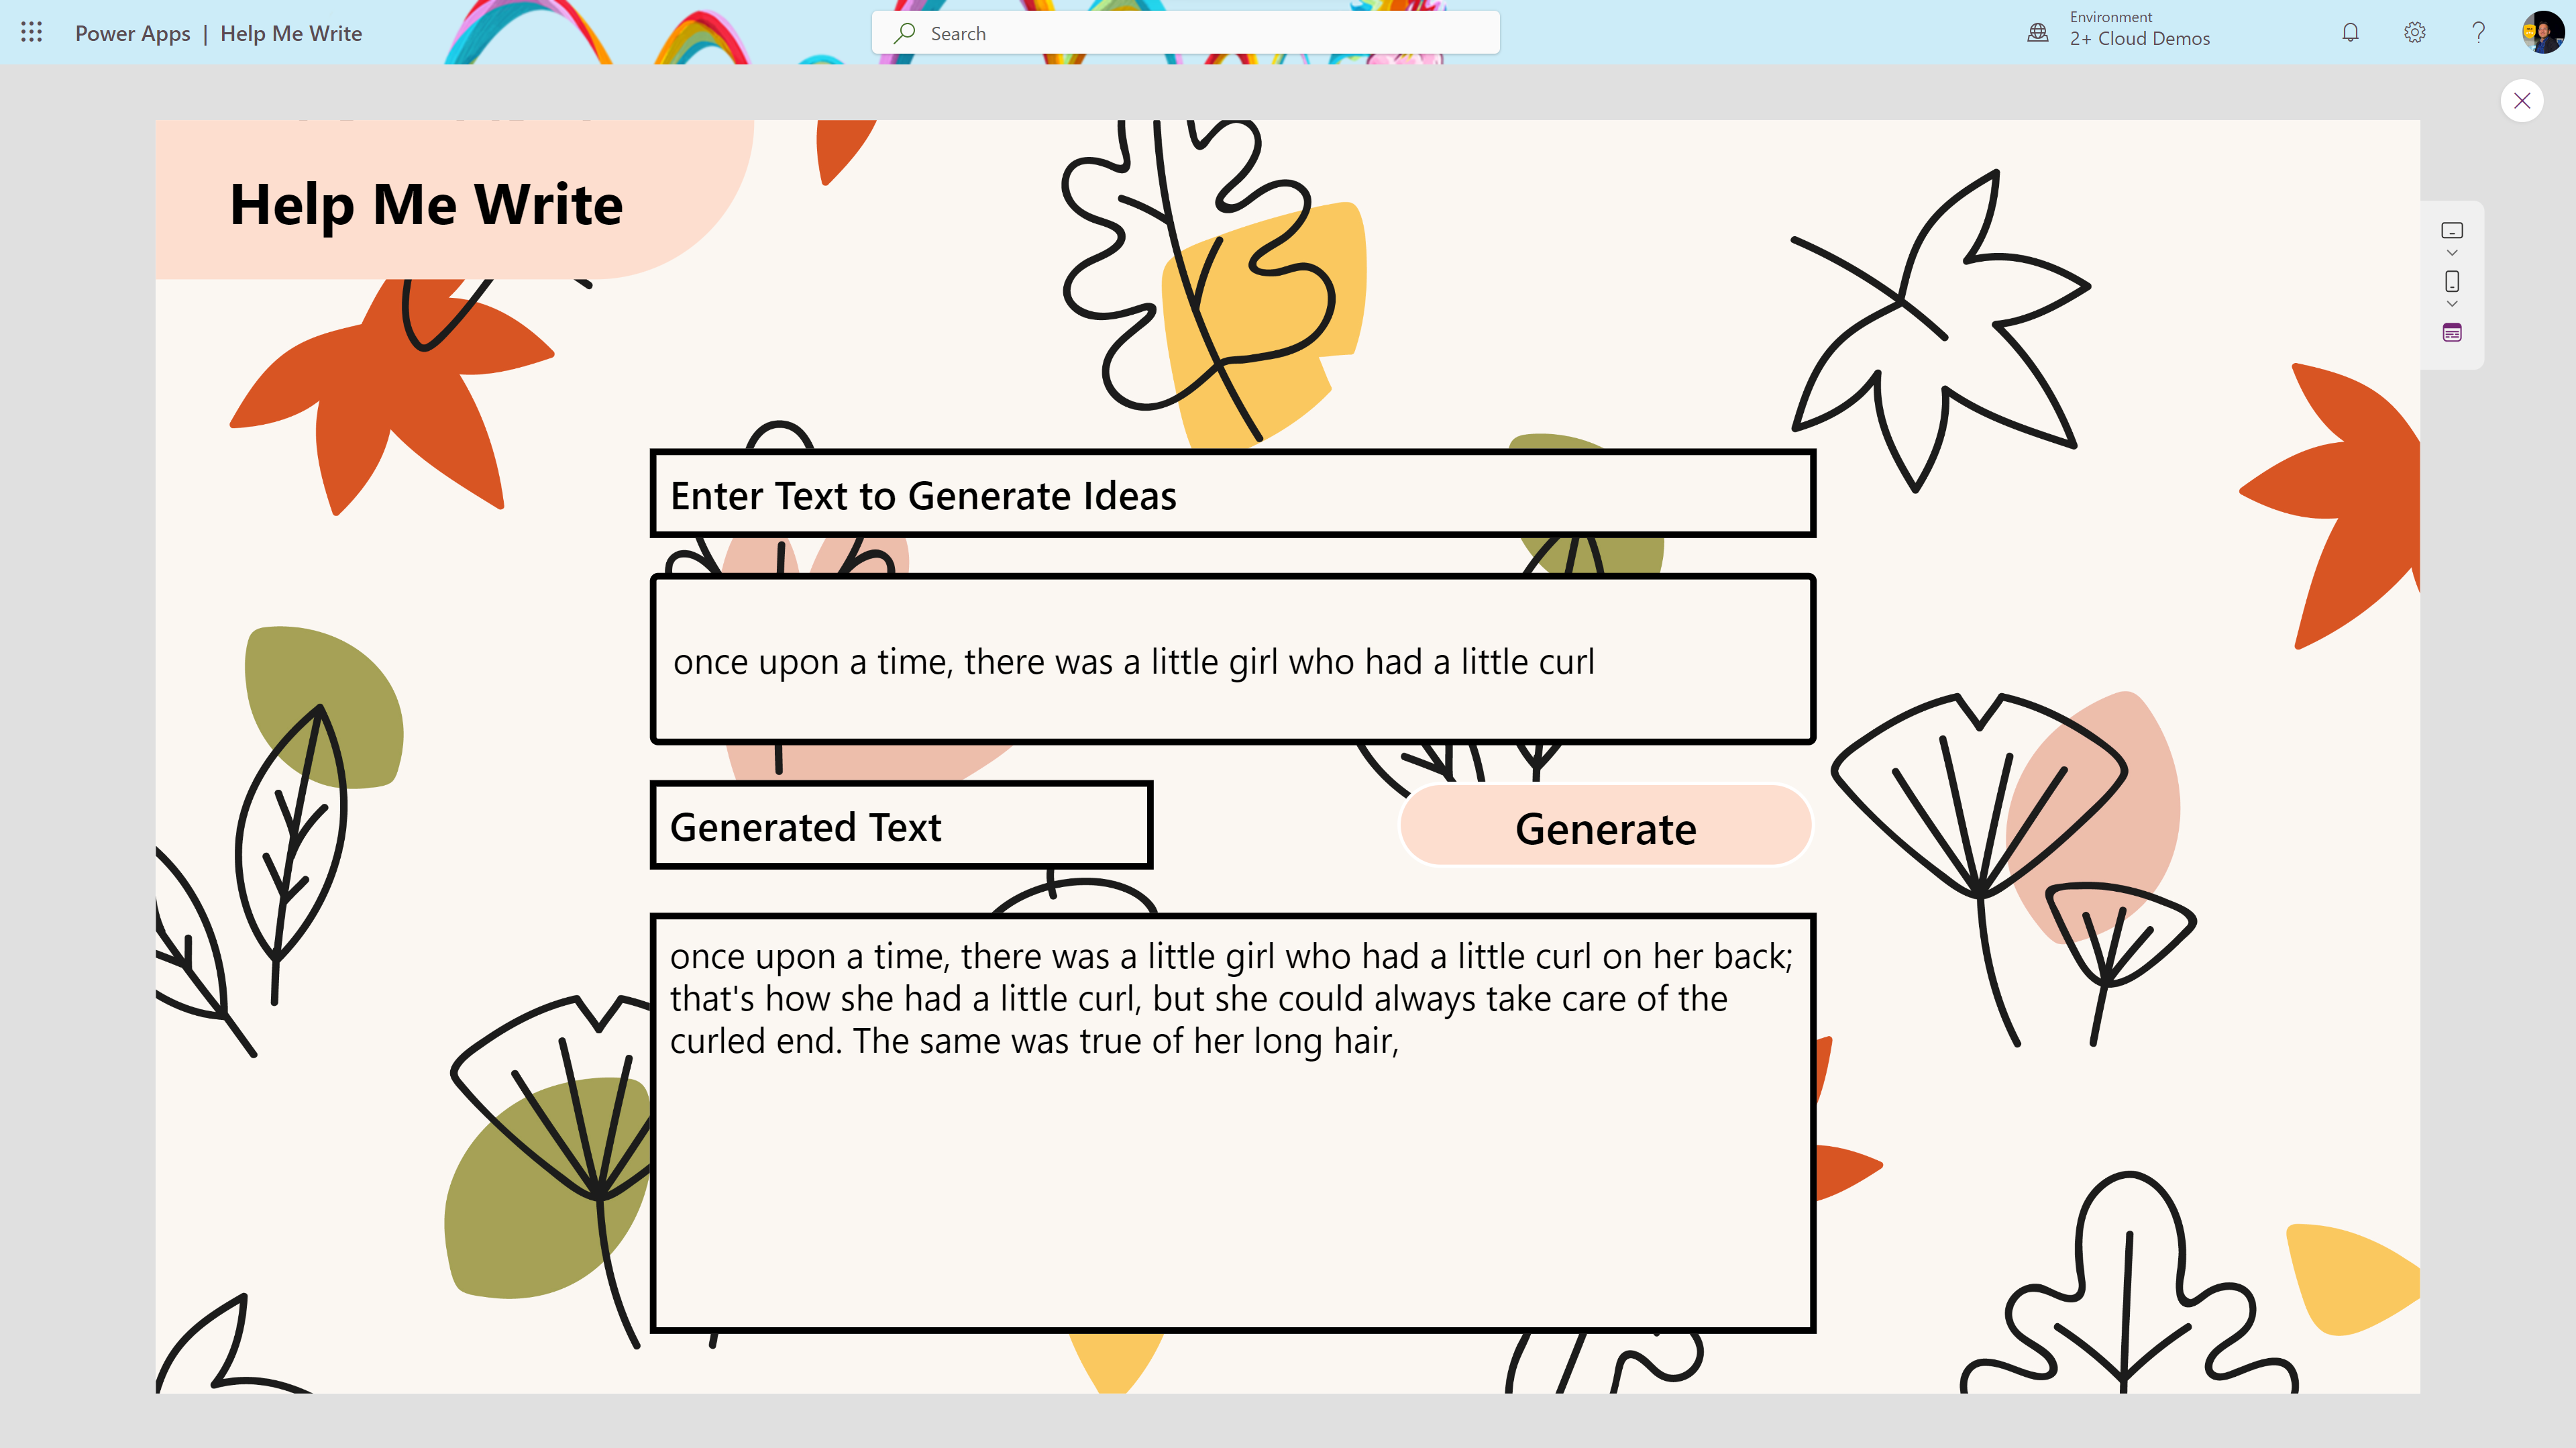 Power Apps | Help Me Write
Search
Environment
2+ Cloud Demos
Help Me Write
Enter Text to Generate Ideas
once upon a time, there was a little girl who had a little curl
Generated Text
Generate
once upon a time, there was a little girl who had a little curl on her back;
that's how she had a little curl, but she could always take care of the
curled end. The same was true of her long hair,